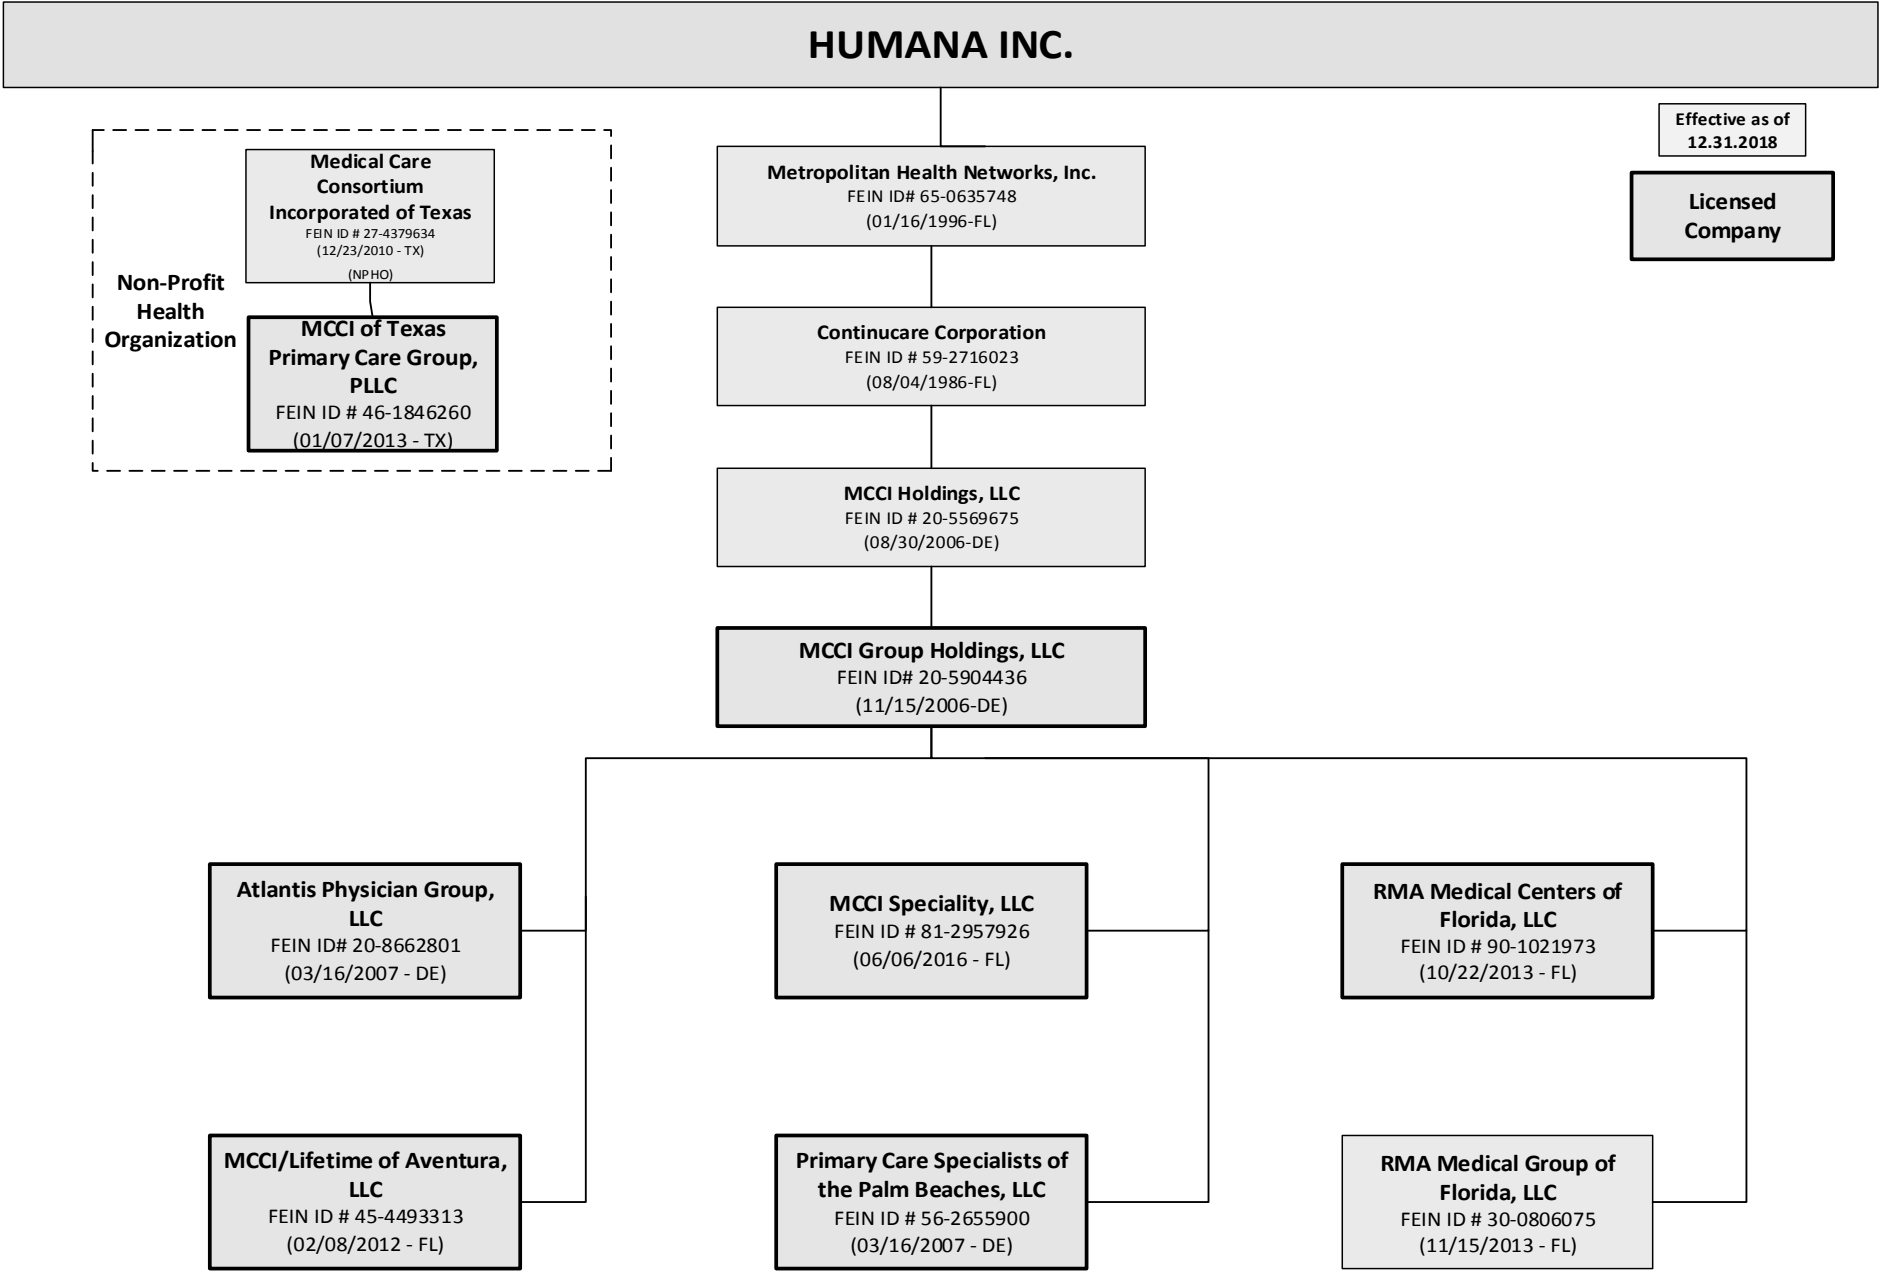 HUMANA INC.
Effective as of
12.31.2018
Licensed
Company
Non-Profit
Health
Organization
Medical Care
Consortium
Incorporated of Texas
FEIN ID # 27-4379634
(12/23/2010 - TX)
(NPHO)
MCCI of Texas
Primary Care Group,
PLLC
FEIN ID # 46-1846260
(01/07/2013 - TX)
Metropolitan Health Networks, Inc.
FEIN ID# 65-0635748
(01/16/1996-FL)
Continucare Corporation
FEIN ID # 59-2716023
(08/04/1986-FL)
MCCI Holdings, LLC
FEIN ID # 20-5569675
(08/30/2006-DE)
MCCI Group Holdings, LLC
FEIN ID# 20-5904436
(11/15/2006-DE)
Atlantis Physician Group,
LLC
FEIN ID# 20-8662801
(03/16/2007 - DE)
MCCI Speciality, LLC
FEIN ID # 81-2957926
(06/06/2016 - FL)
RMA Medical Centers of
Florida, LLC
FEIN ID # 90-1021973
(10/22/2013 - FL)
MCCI/Lifetime of Aventura,
LLC
FEIN ID # 45-4493313
(02/08/2012 - FL)
Primary Care Specialists of
the Palm Beaches, LLC
FEIN ID # 56-2655900
(03/16/2007 - DE)
RMA Medical Group of
Florida, LLC
FEIN ID # 30-0806075
(11/15/2013 - FL)